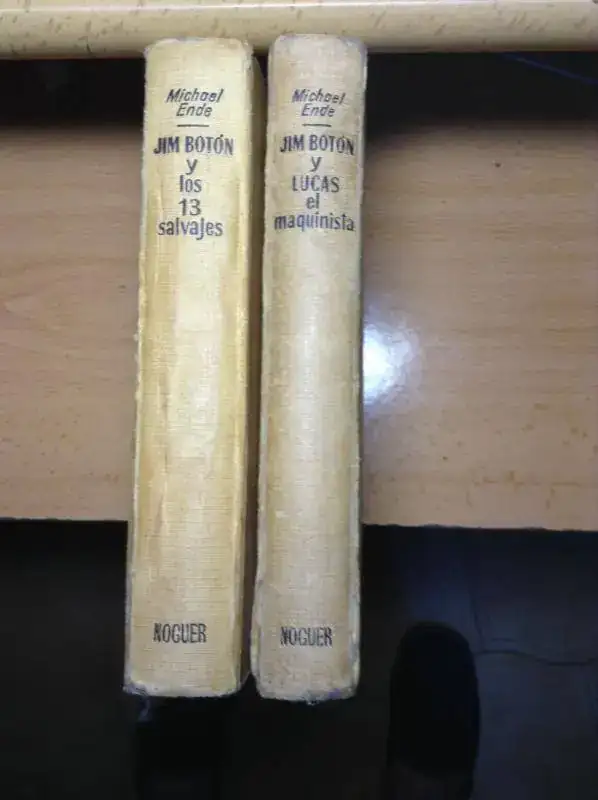 Michael
Ende
JIM BOTÓN
y
los
13
salvajes
NOGUER
Michael
Ende
JIM BOTÓN
y
LUCAS
el
maquinista
NOGUER